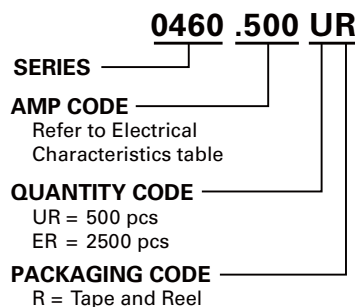 0460 .500 UR
SERIES
AMP CODE
Refer to Electrical
Characteristics table
QUANTITY CODE
UR = 500 pcs
ER = 2500 pcs
PACKAGING CODE
R = Tape and Reel